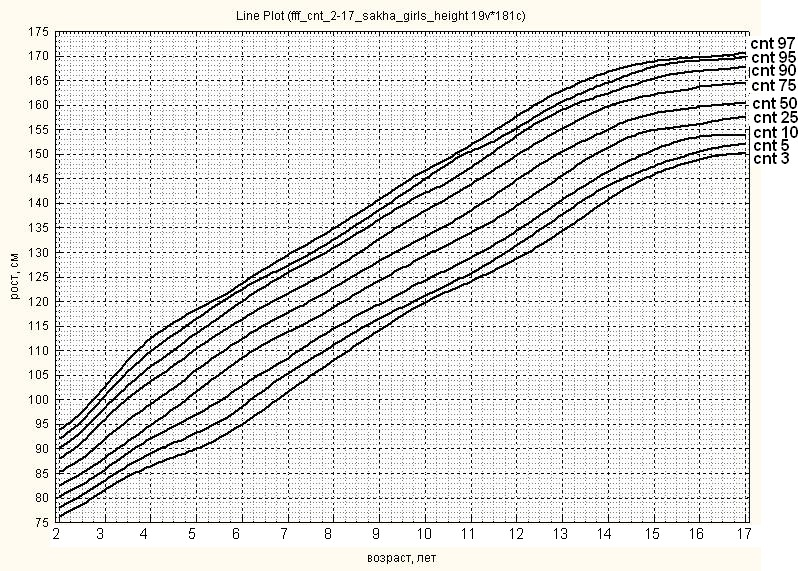 Line Plot (fff_cnt_2-17_sakha_girls_height 19v*181c)
175
170
165
160
155
150
145
140
135
130
125
120
115
110
105
100
95
90
85
80
75
рост, см
2 3 4 5 6 7 8 9 10 11 12 13 14 15 16 17
возраст, лет
cnt 97
cnt 95
cnt 90
cnt 75
cnt 50
cnt 25
cnt 10
cnt 5
cnt 3